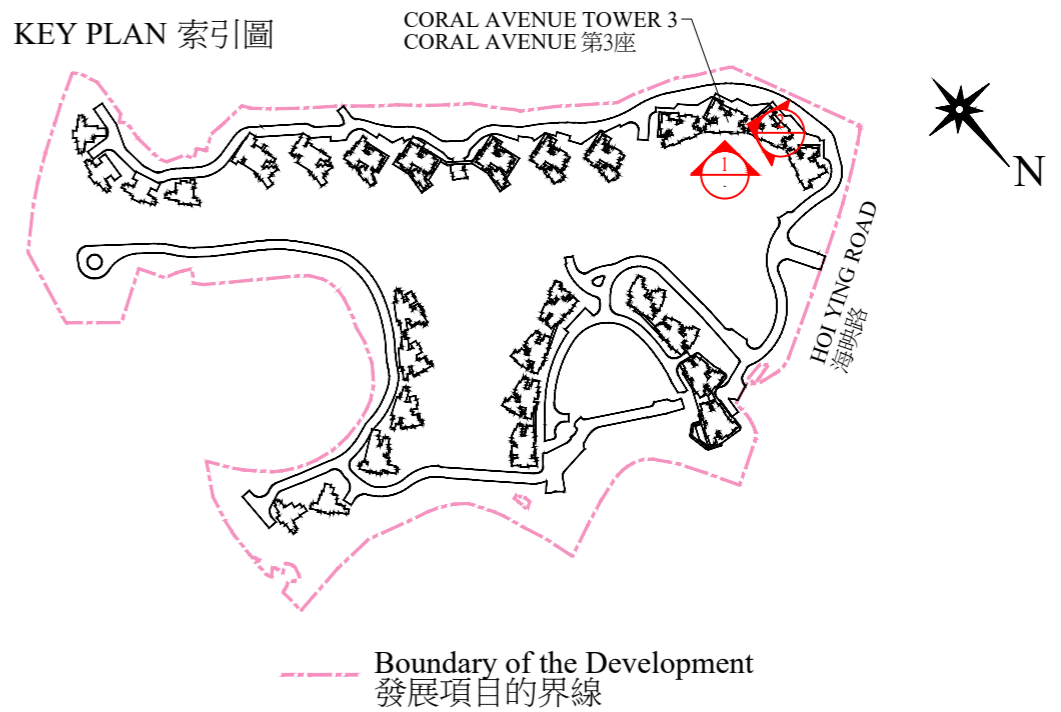 KEY PLAN 索引圖
CORAL AVENUE TOWER 3
CORAL AVENUE 第3座
1
-
2
N
HOI YING ROAD
海映路
Boundary of the Development
發展項目的界線